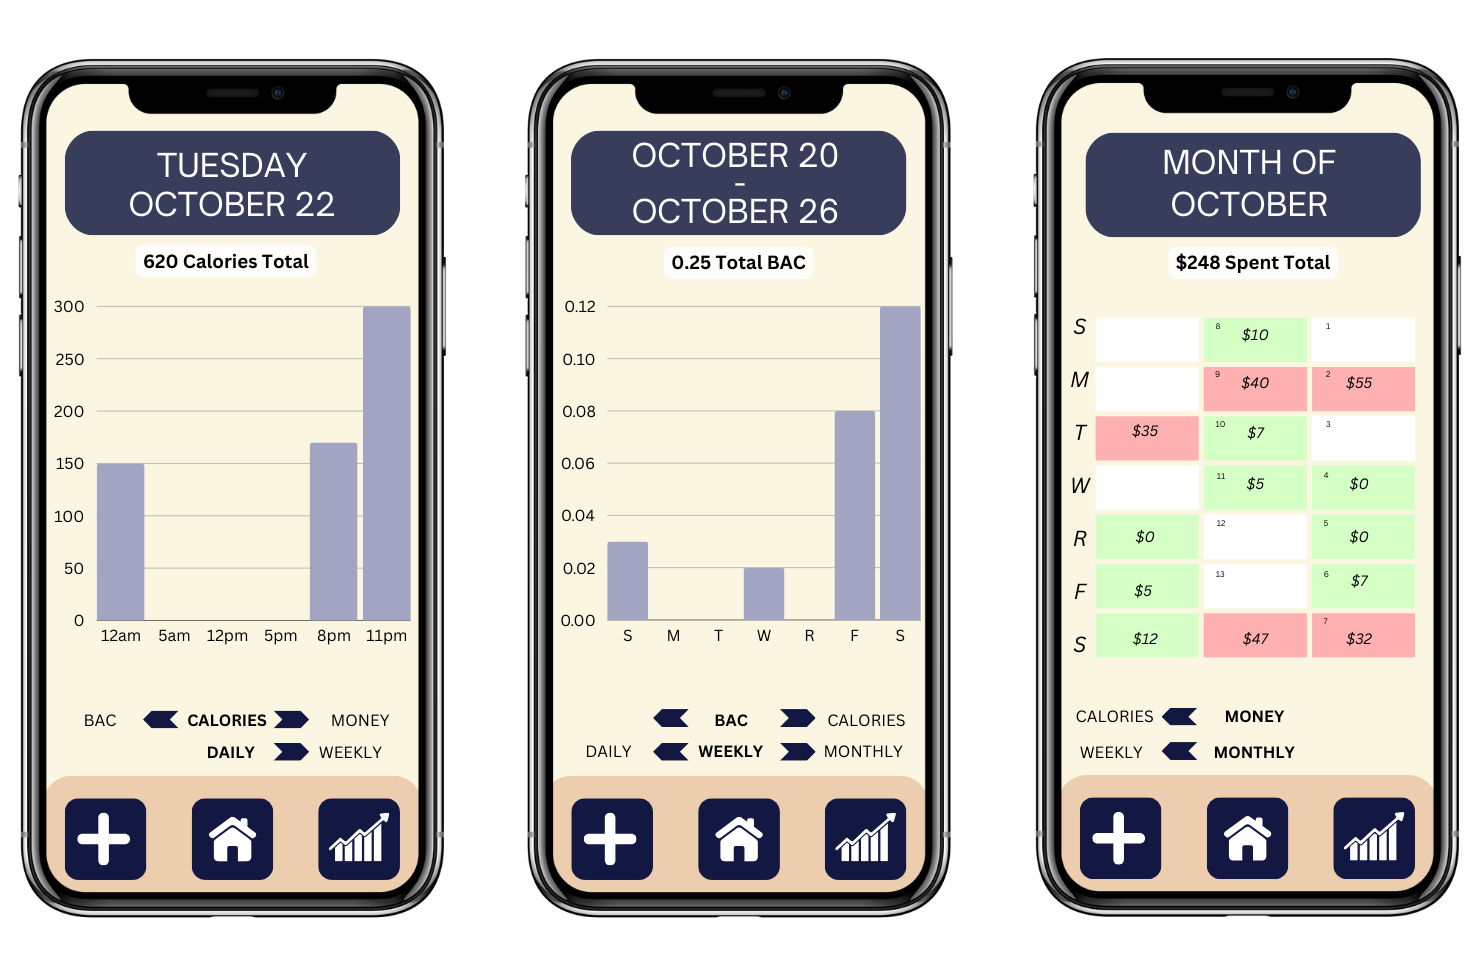 TUESDAY
OCTOBER 22
620 Calories Total
300
250
200
150
100
50
0
12am 5am 12pm 5pm 8pm 11pm
BAC CALORIES MONEY
DAILY WEEKLY
OCTOBER 20
-
OCTOBER 26
0.25 Total BAC
0.12
0.10
0.08
0.06
0.04
0.02
0.00
S M T W R F S
BAC CALORIES
DAILY WEEKLY MONTHLY
MONTH OF
OCTOBER
$248 Spent Total
S 8 $10 1
M 9 $40 2 $55
T $35 10 $7 3
W 11 $5 4 $0
R $0 12 5 $0
F $5 13 6 $7
S $12 $47 7 $32
CALORIES MONEY
WEEKLY MONTHLY